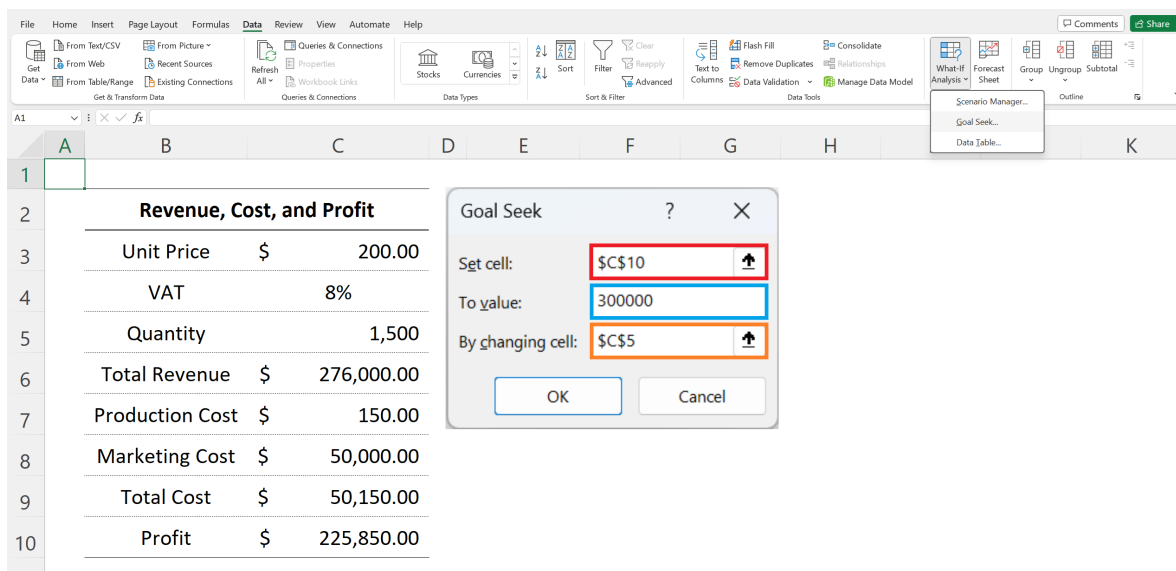 File Home Insert Page Layout Formulas Data Review View Automate Help Comments Share
Get Data
From Text/CSV
From Web
From Table/Range
From Picture
Recent Sources
Existing Connections
Get & Transform Data
Refresh All
Queries & Connections
Properties
Workbook Links
Queries & Connections
Stocks Currencies
Data Types
Sort
Filter
Clear
Reapply
Advanced
Sort & Filter
Text to Columns
Flash Fill
Remove Duplicates
Data Validation
Consolidate
Relationships
Manage Data Model
Data Tools
What-If Analysis
Forecast Sheet
Group Ungroup Subtotal
Outline
Scenario Manager...
Goal Seek...
Data Table...
A1 fx
A B C D E F G H K
1
2 Revenue, Cost, and Profit
3 Unit Price $ 200.00
4 VAT 8%
5 Quantity 1,500
6 Total Revenue $ 276,000.00
7 Production Cost $ 150.00
8 Marketing Cost $ 50,000.00
9 Total Cost $ 50,150.00
10 Profit $ 225,850.00
Goal Seek ?
Set cell: $C$10
To value: 300000
By changing cell: $C$5
OK Cancel